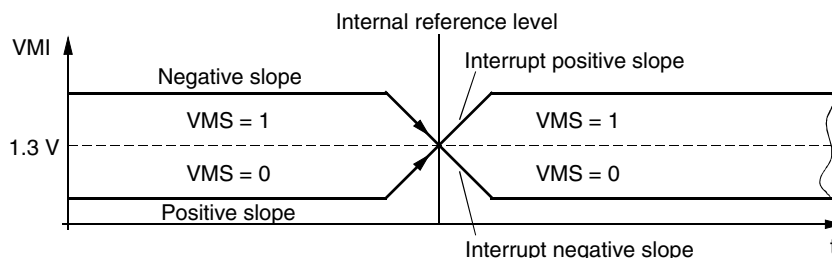 Internal reference level
VMI
Negative slope
Interrupt positive slope
VMS = 1
VMS = 1
1.3 V
VMS = 0
VMS = 0
Positive slope
Interrupt negative slope
t